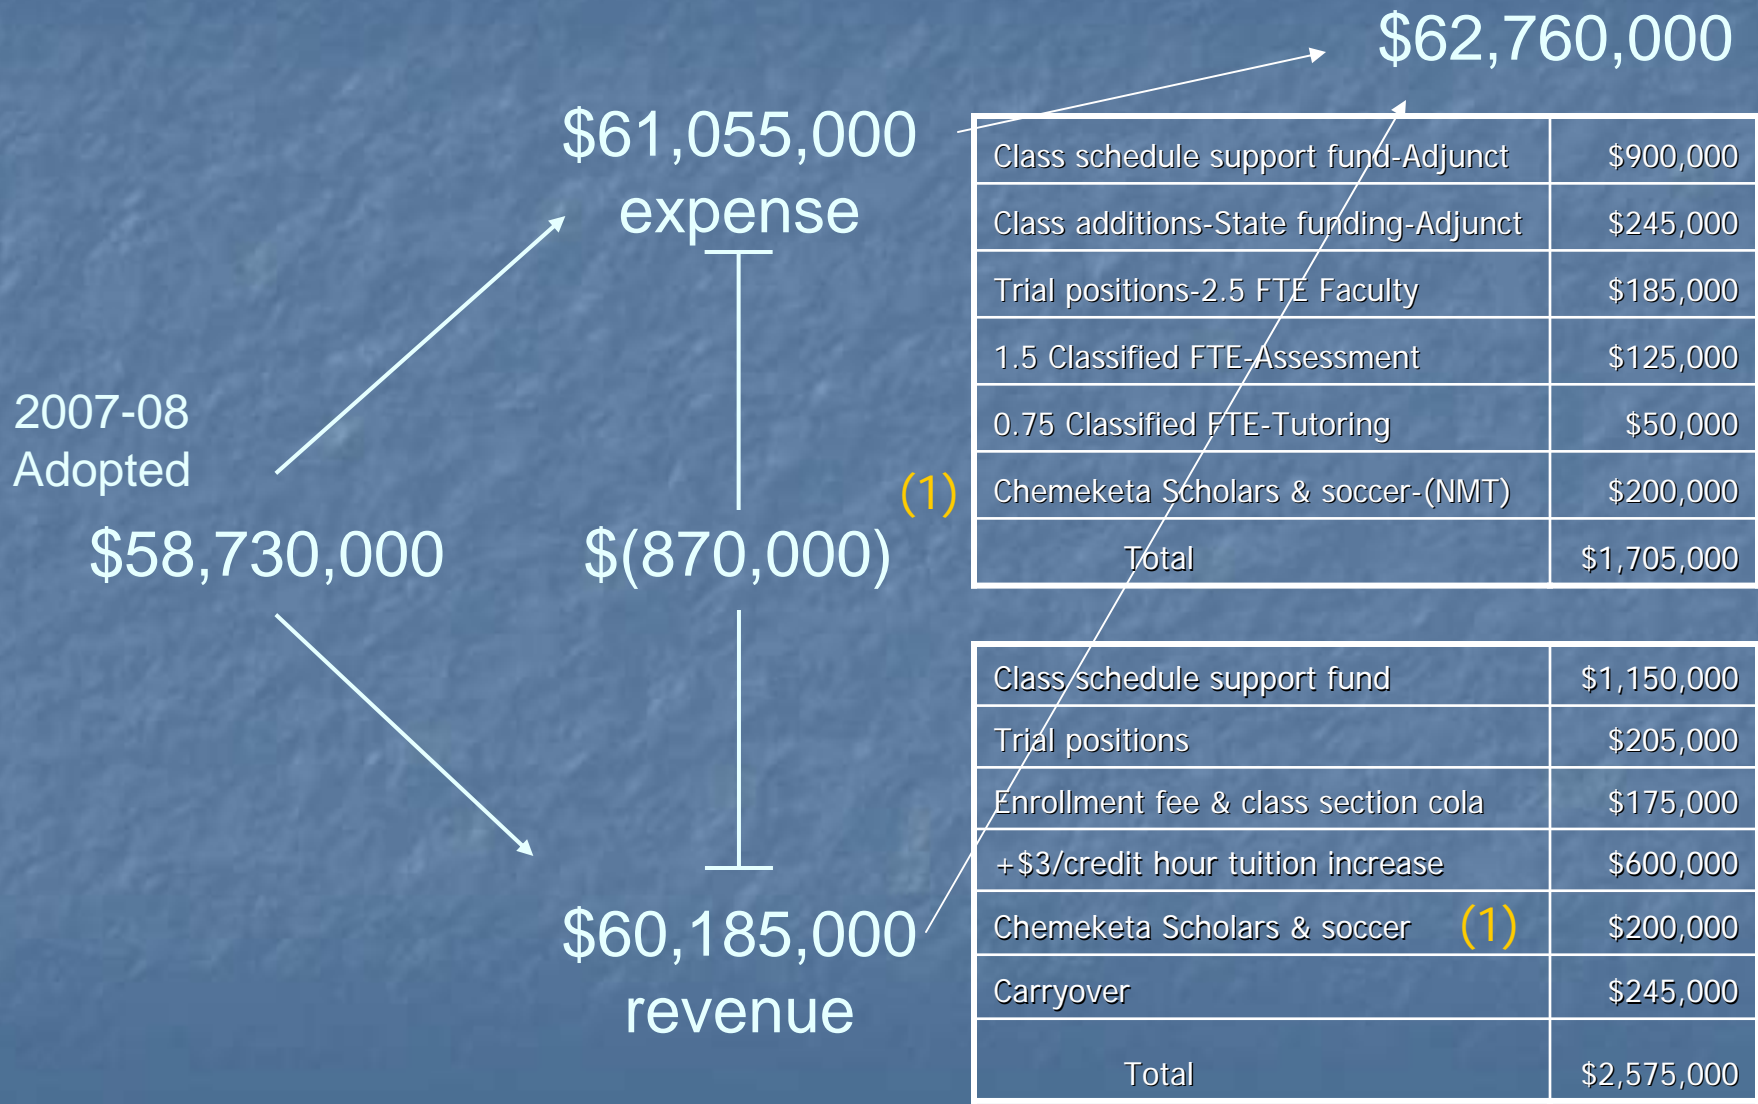 $62,760,000
$61,055,000
expense
2007-08
Adopted
$58,730,000
$(870,000)
$60,185,000
revenue
Class schedule support fund-Adjunct $900,000
Class additions-State funding-Adjunct $245,000
Trial positions-2.5 FTE Faculty $185,000
1.5 Classified FTE-Assessment $125,000
0.75 Classified FTE-Tutoring $50,000
(1) Chemeketa Scholars & soccer-(NMT) $200,000
Total $1,705,000
Class schedule support fund $1,150,000
Trial positions $205,000
Enrollment fee & class section cola $175,000
+$3/credit hour tuition increase $600,000
Chemeketa Scholars & soccer (1) $200,000
Carryover $245,000
Total $2,575,000